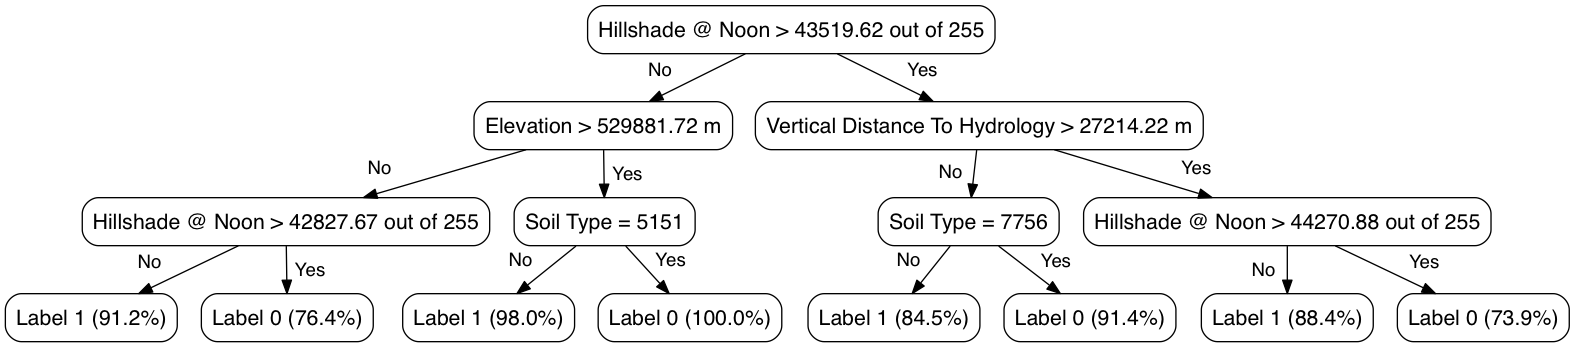 Hillshade @ Noon > 43519.62 out of 255
No
Yes
Elevation > 529881.72 m
Vertical Distance To Hydrology > 27214.22 m
No
Yes
No
Yes
Hillshade @ Noon > 42827.67 out of 255
Soil Type = 5151
Soil Type = 7756
Hillshade @ Noon > 44270.88 out of 255
No
Yes
No
Yes
No
Yes
No
Yes
Label 1 (91.2%)
Label 0 (76.4%)
Label 1 (98.0%)
Label 0 (100.0%)
Label 1 (84.5%)
Label 0 (91.4%)
Label 1 (88.4%)
Label 0 (73.9%)